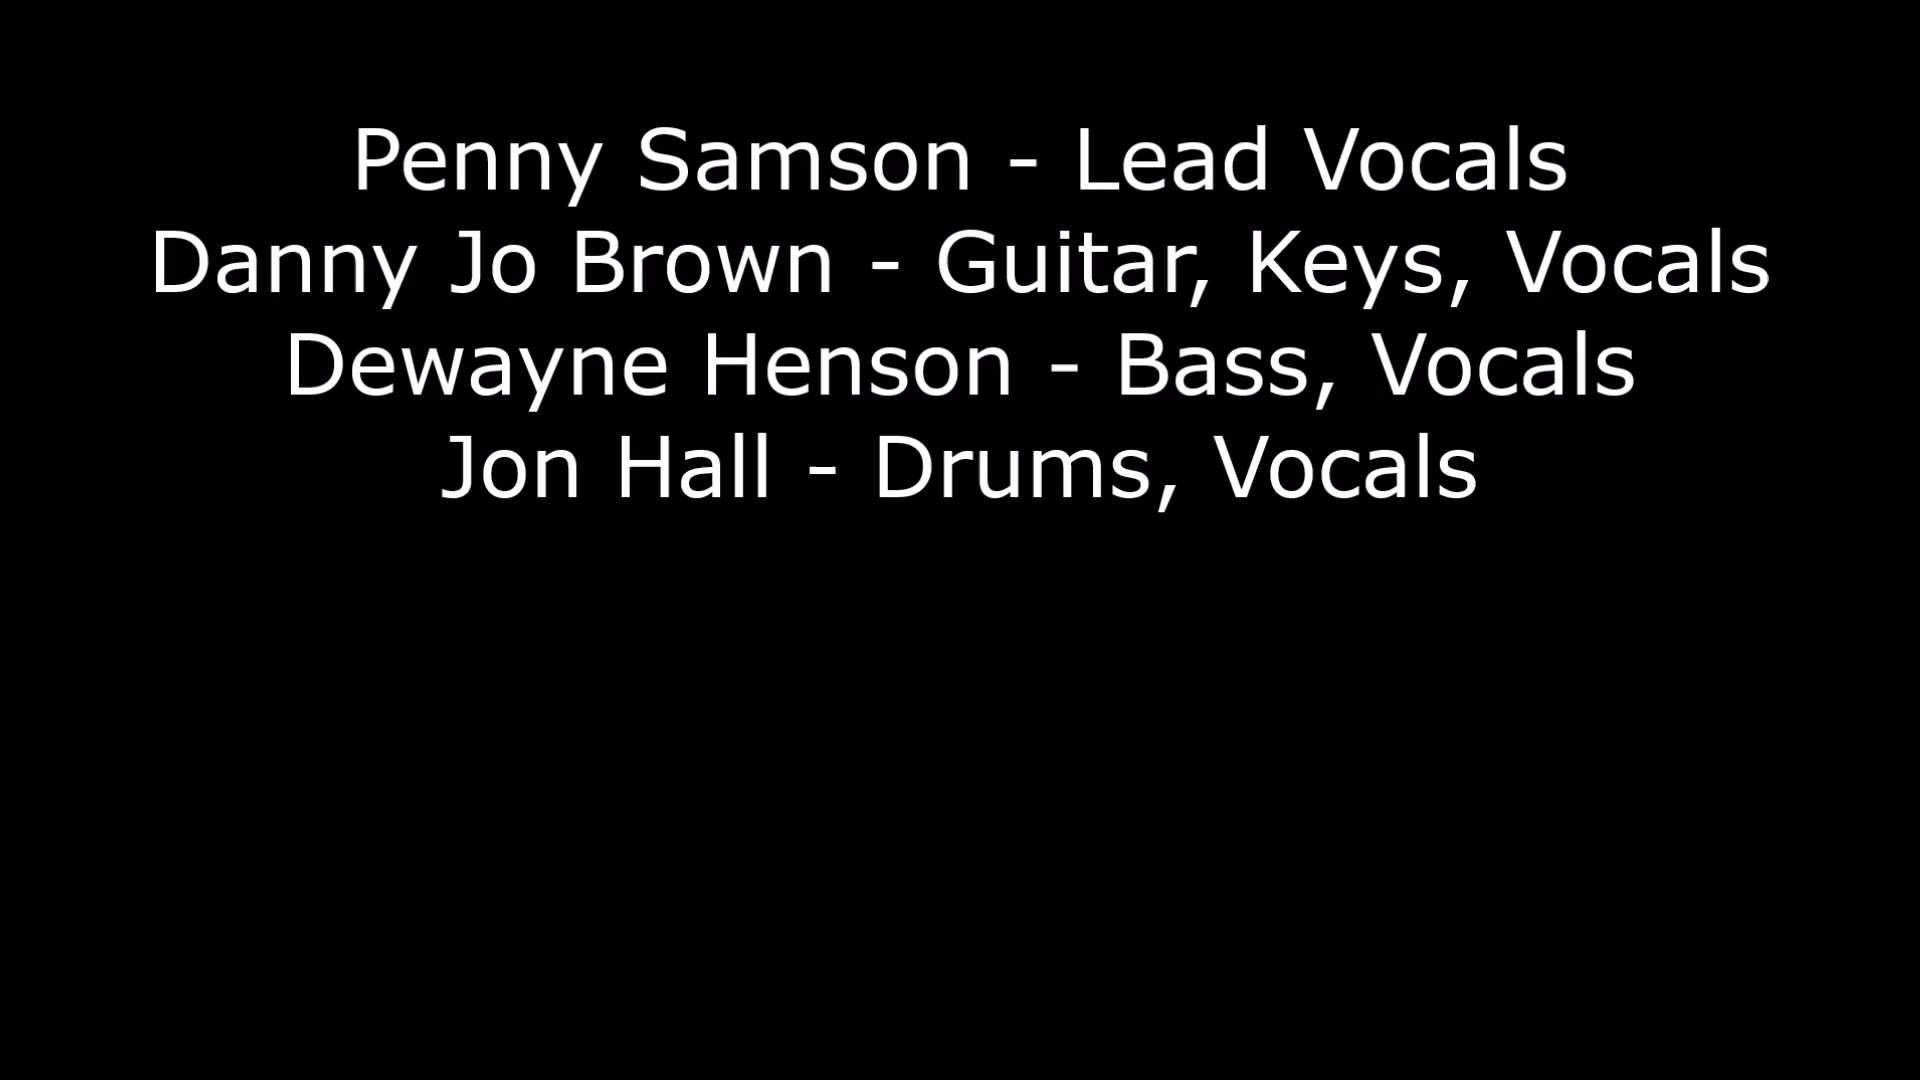 Penny Samson - Lead Vocals
Danny Jo Brown - Guitar, Keys, Vocals
Dewayne Henson - Bass, Vocals
Jon Hall - Drums, Vocals